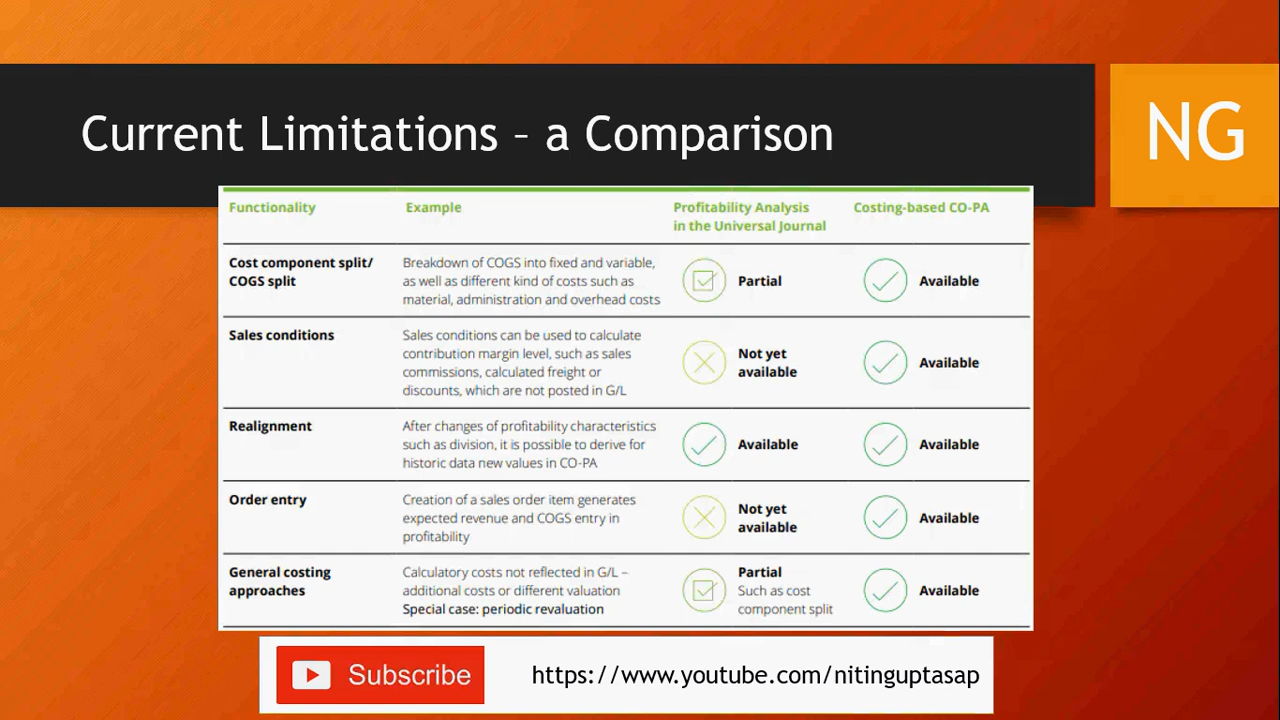 Current Limitations – a Comparison
NG
Functionality Example Profitability Analysis in the Universal Journal Costing-based CO-PA
Cost component split/
COGS split
Breakdown of COGS into fixed and variable,
as well as different kind of costs such as
material, administration and overhead costs
Partial
Available
Sales conditions
Sales conditions can be used to calculate
contribution margin level, such as sales
commissions, calculated freight or
discounts, which are not posted in G/L
Not yet
available
Available
Realignment
After changes of profitability characteristics
such as division, it is possible to derive for
historic data new values in CO-PA
Available
Available
Order entry
Creation of a sales order item generates
expected revenue and COGS entry in
profitability
Not yet
available
Available
General costing
approaches
Calculatory costs not reflected in G/L –
additional costs or different valuation
Special case: periodic revaluation
Partial
Such as cost
component split
Available
Subscribe
https://www.youtube.com/nitinguptasap